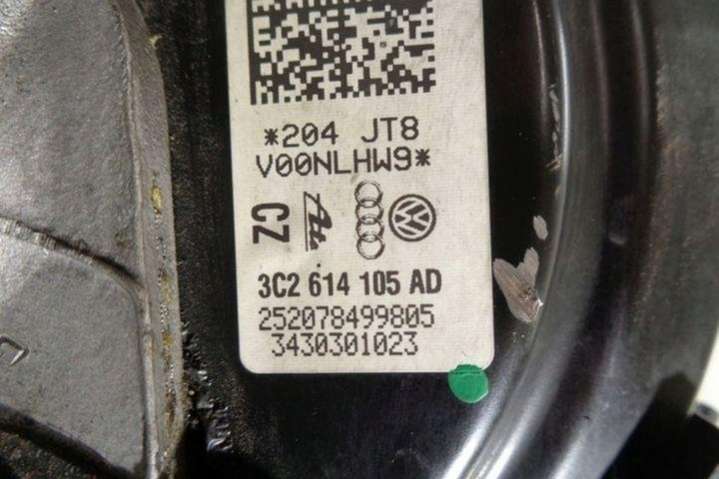 *204 JT8
V00NLHW9*
CZ
3C2 614 105 AD
252078499805
3430301023